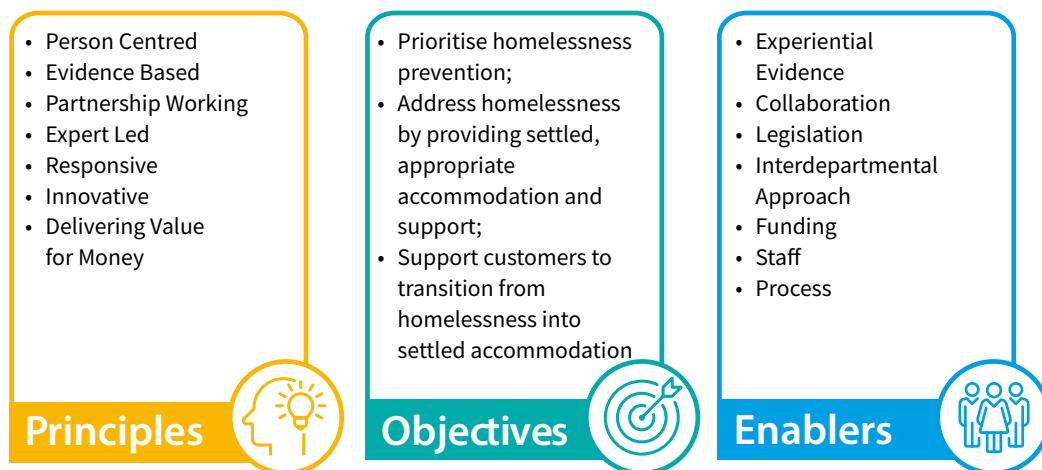 • Person Centred
• Evidence Based
• Partnership Working
• Expert Led
• Responsive
• Innovative
• Delivering Value
for Money
Principles
• Prioritise homelessness
prevention;
• Address homelessness
by providing settled,
appropriate
accommodation and
support;
• Support customers to
transition from
homelessness into
settled accommodation
Objectives
• Experiential
Evidence
• Collaboration
• Legislation
• Interdepartmental
Approach
• Funding
• Staff
• Process
Enablers